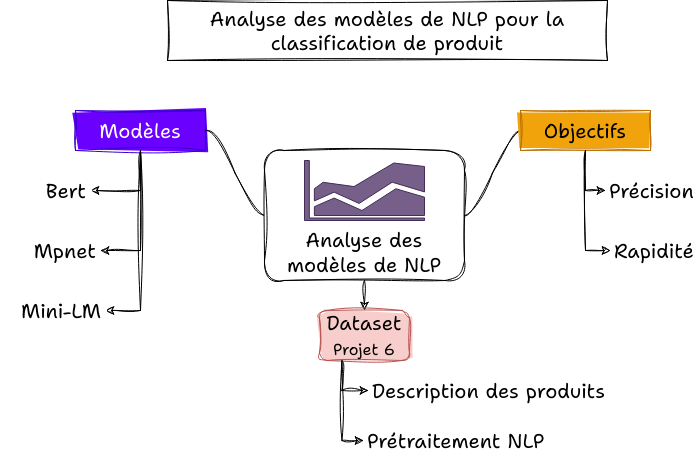 Analyse des modèles de NLP pour la
classification de produit
Modèles
Bert
Mpnet
Mini-LM
Analyse des
modèles de NLP
Objectifs
Précision
Rapidité
Dataset
Projet 6
Description des produits
Prétraitement NLP